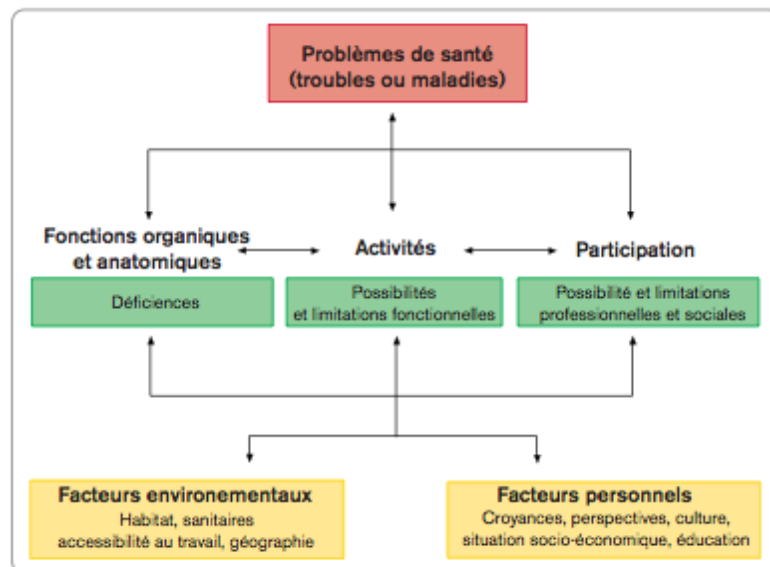 Problèmes de santé
(troubles ou maladies)
Fonctions organiques
et anatomiques
Activités
Participation
Déficiences
Possibilités
et limitations fonctionnelles
Possibilité et limitations
professionnelles et sociales
Facteurs environementaux
Habitat, sanitaires
accessibilité au travail, géographie
Facteurs personnels
Croyances, perspectives, culture,
situation socio-économique, éducation